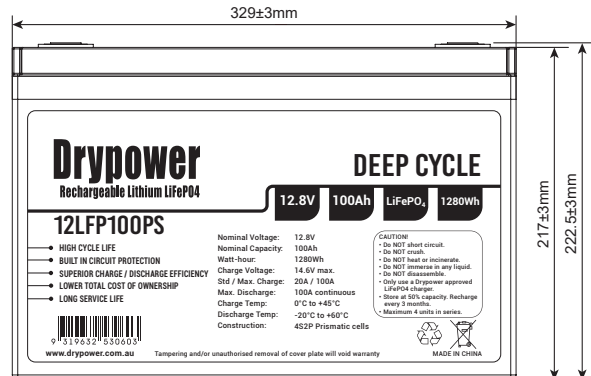 329±3mm
Drypower
Rechargeable Lithium LiFePO4
DEEP CYCLE
12.8V 100Ah LiFePO₄ 1280Wh
12LFP100PS
HIGH CYCLE LIFE
BUILT IN CIRCUIT PROTECTION
SUPERIOR CHARGE / DISCHARGE EFFICIENCY
LOWER TOTAL COST OF OWNERSHIP
LONG SERVICE LIFE
Nominal Voltage: 12.8V
Nominal Capacity: 100Ah
Watt-hour: 1280Wh
Charge Voltage: 14.6V max.
Std / Max. Charge: 20A / 100A
Max. Discharge: 100A continuous
Charge Temp: 0°C to +45°C
Discharge Temp: -20°C to +60°C
Construction: 4S2P Prismatic cells
CAUTION!
• Do NOT short circuit.
• Do NOT crush.
• Do NOT heat or incinerate.
• Do NOT immerse in any liquid.
• Do NOT disassemble.
• Only use a Drypower approved
LiFePO4 charger.
• Store at 50% capacity. Recharge
every 3 months.
• Maximum 4 units in series.
9 319632 530603
www.drypower.com.au
Tampering and/or unauthorised removal of cover plate will void warranty
MADE IN CHINA
217±3mm
222.5±3mm